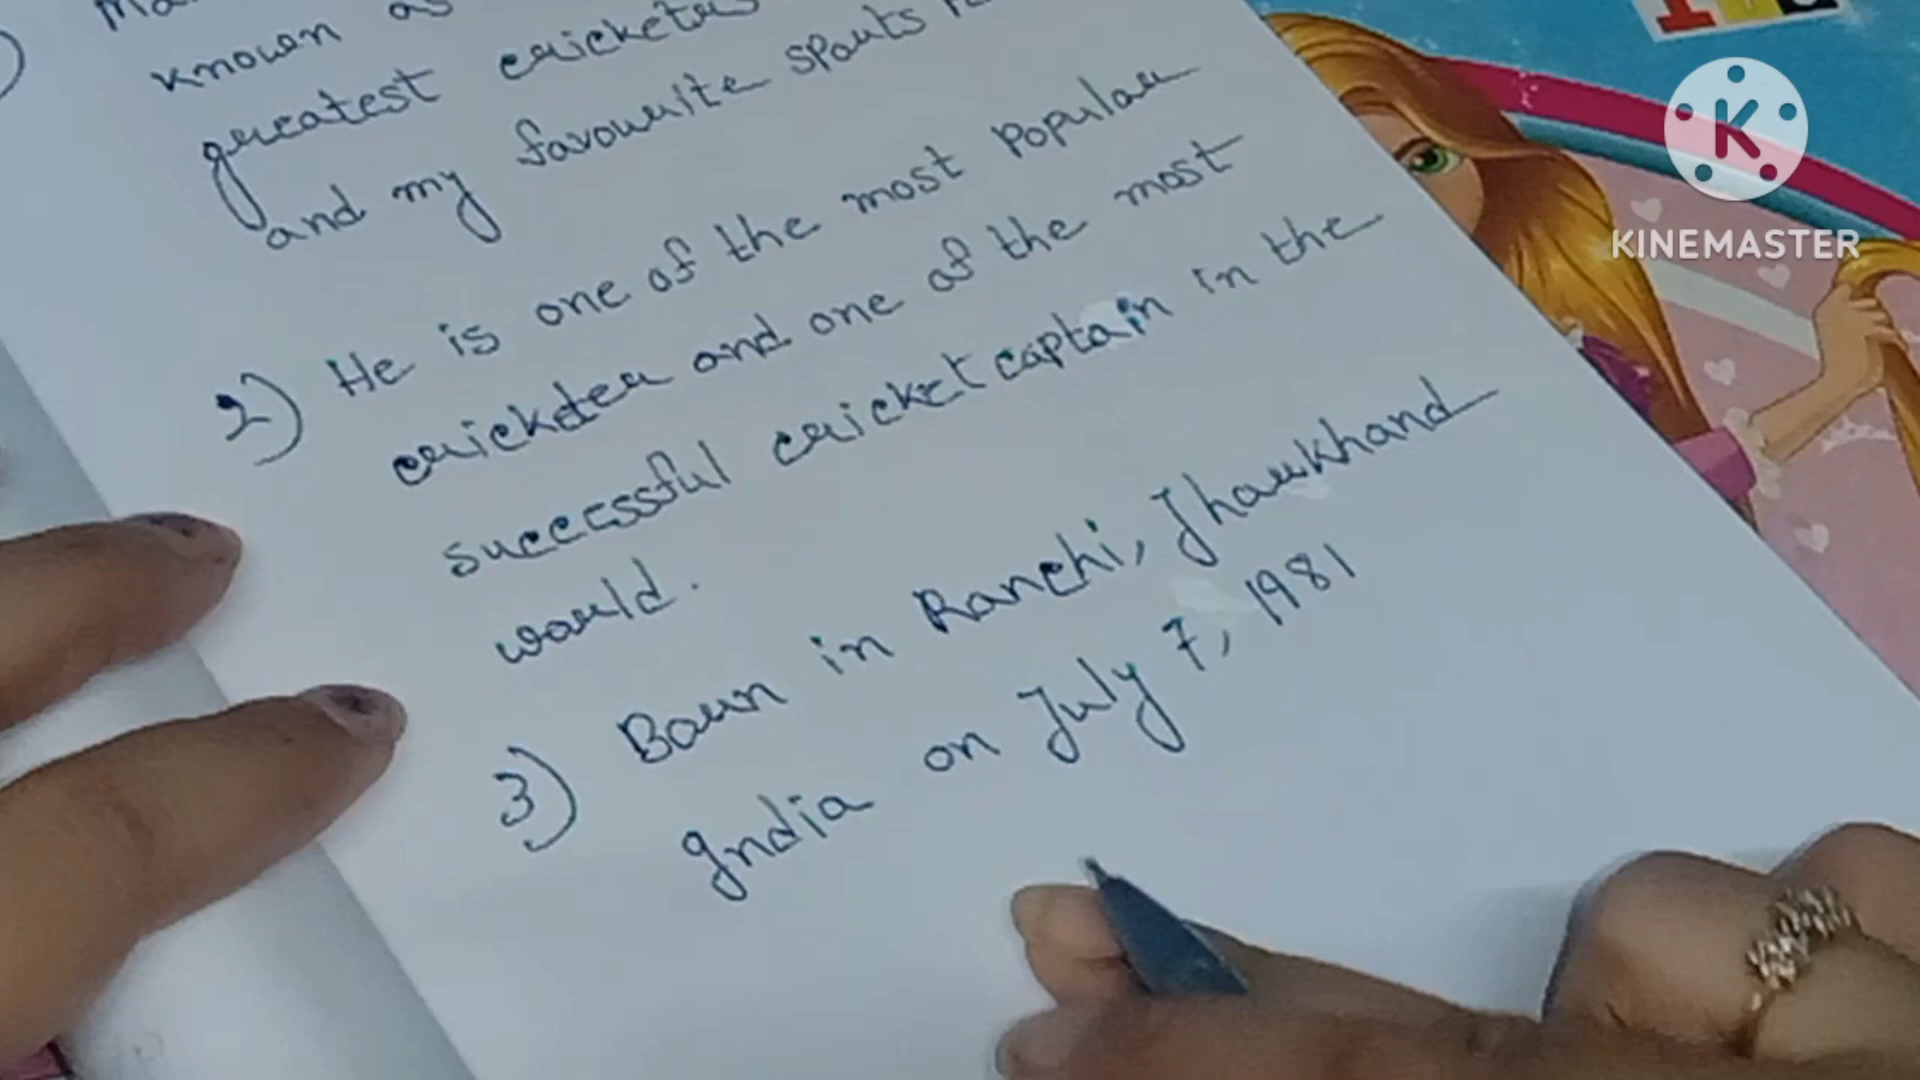 known as
greatest cricketers
and my favourite sports
2) He is one of the most popular
cricketer and one of the most
successful cricket captain in the
world.
3) Born in Ranchi, Jharkhand
India on July 7, 1981
K
KINEMASTER